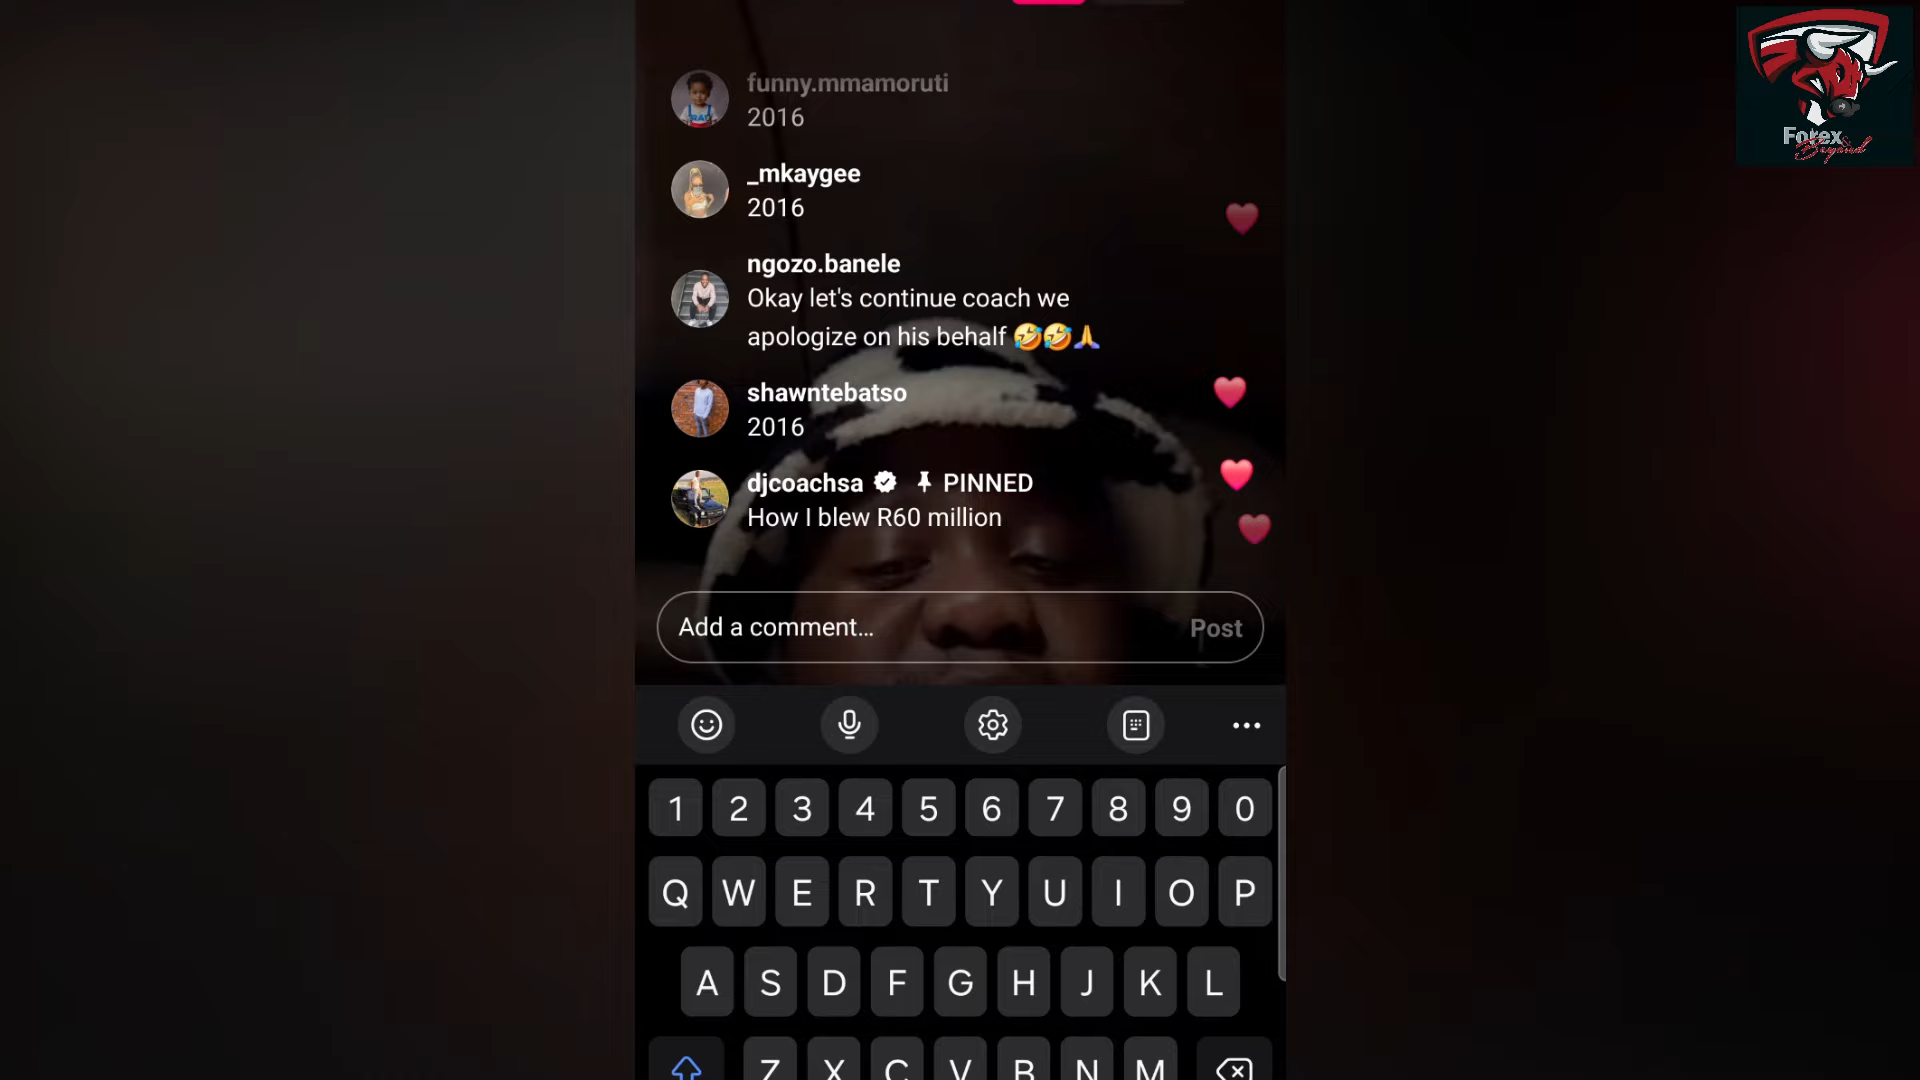 Forex&
Beyond
funny.mmamoruti
2016
_mkaygee
2016
ngozo.banele
Okay let's continue coach we
apologize on his behalf 🤣🤣🙏
shawntebatso
2016
djcoachsa PINNED
How I blew R60 million
Add a comment… Post
1 2 3 4 5 6 7 8 9 0
Q W E R T Y U I O P
A S D F G H J K L
Z X C V B N M